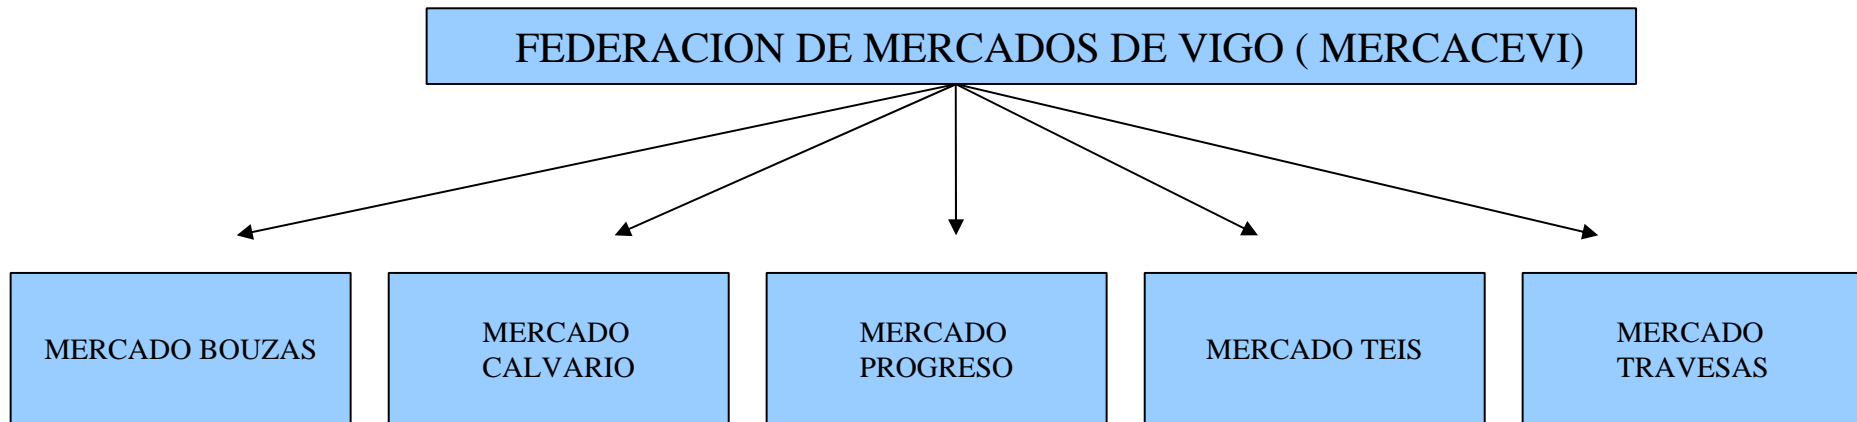 FEDERACION DE MERCADOS DE VIGO ( MERCACEVI)
MERCADO BOUZAS
MERCADO
CALVARIO
MERCADO
PROGRESO
MERCADO TEIS
MERCADO
TRAVESAS